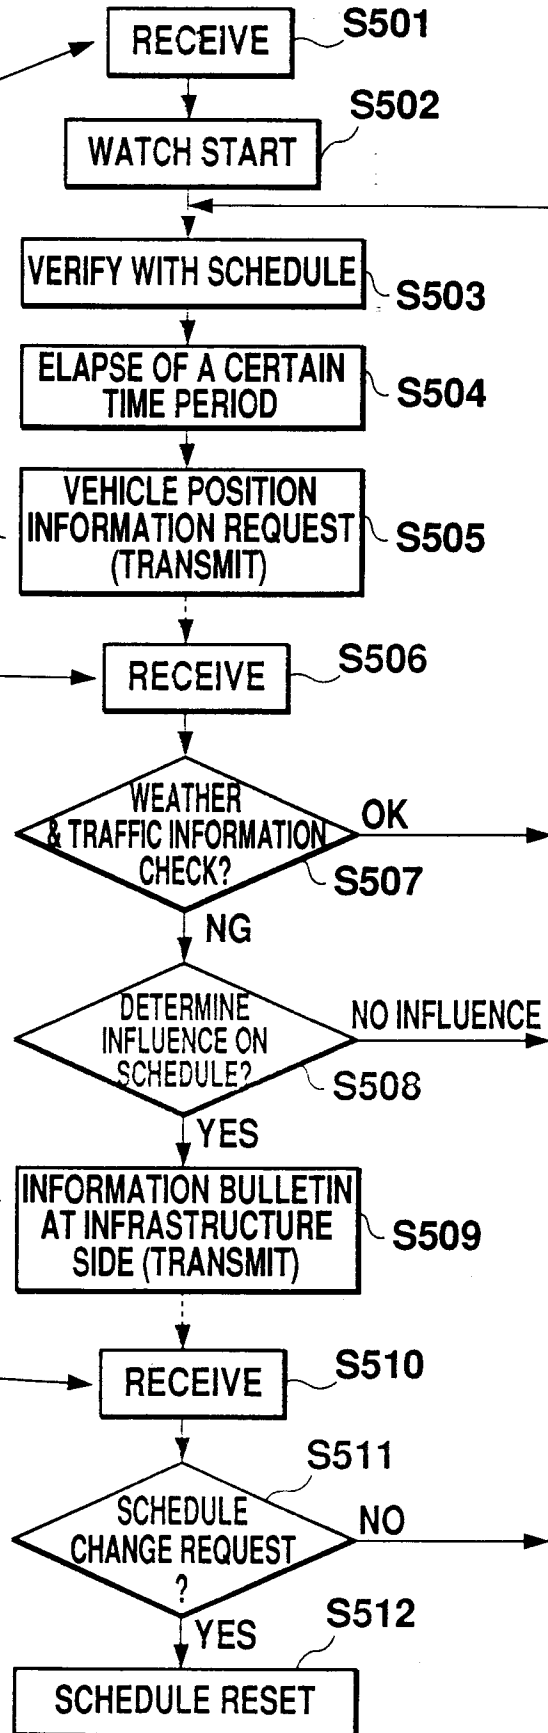 RECEIVE
S501
S502
WATCH START
VERIFY WITH SCHEDULE
S503
ELAPSE OF A CERTAIN
TIME PERIOD
S504
VEHICLE POSITION
INFORMATION REQUEST
(TRANSMIT)
S505
RECEIVE
S506
WEATHER
& TRAFFIC INFORMATION
CHECK?
OK
S507
NG
DETERMINE
INFLUENCE ON
SCHEDULE?
NO INFLUENCE
S508
YES
INFORMATION BULLETIN
AT INFRASTRUCTURE
SIDE (TRANSMIT)
S509
RECEIVE
S510
S511
SCHEDULE
CHANGE REQUEST
?
NO
YES
S512
SCHEDULE RESET